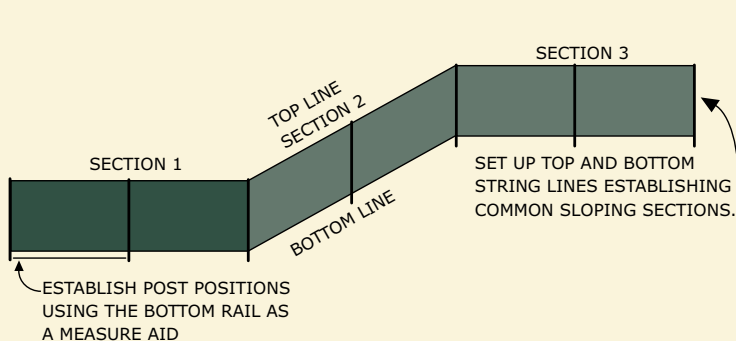 SECTION 3
TOP LINE
SECTION 2
SECTION 1
SET UP TOP AND BOTTOM
STRING LINES ESTABLISHING
COMMON SLOPING SECTIONS.
BOTTOM LINE
ESTABLISH POST POSITIONS
USING THE BOTTOM RAIL AS
A MEASURE AID